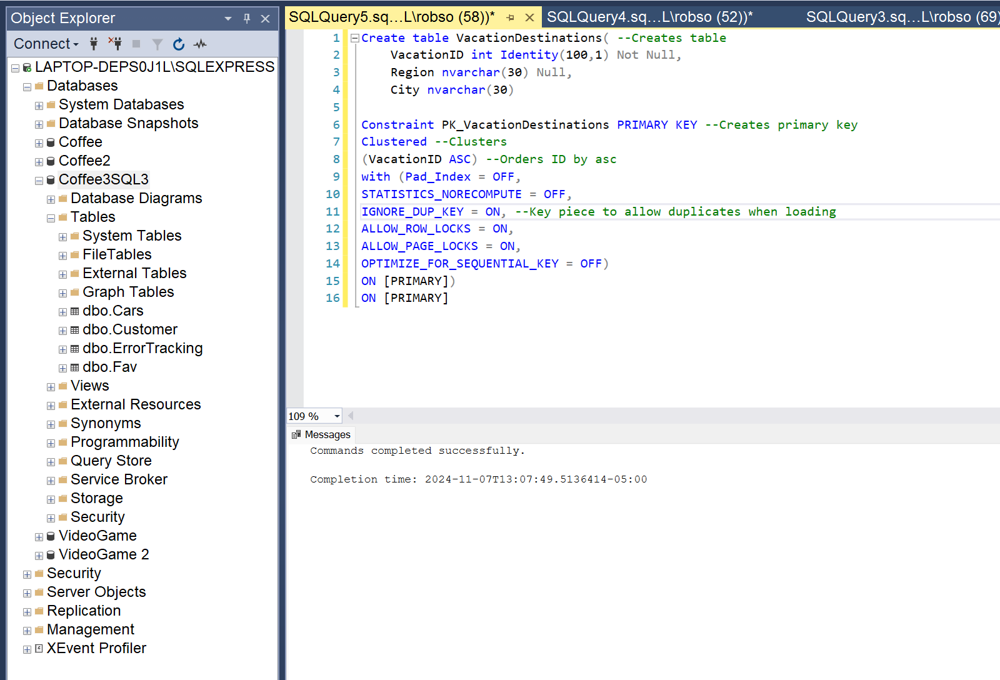 Object Explorer
Connect
LAPTOP-DEPS0J1L\SQLEXPRESS
Databases
System Databases
Database Snapshots
Coffee
Coffee2
Coffee3SQL3
Database Diagrams
Tables
System Tables
FileTables
External Tables
Graph Tables
dbo.Cars
dbo.Customer
dbo.ErrorTracking
dbo.Fav
Views
External Resources
Synonyms
Programmability
Query Store
Service Broker
Storage
Security
VideoGame
VideoGame 2
Security
Server Objects
Replication
Management
XEvent Profiler
SQLQuery5.sq...L\robso (58))* SQLQuery4.sq...L\robso (52))* SQLQuery3.sq...L\robso (69)
1 Create table VacationDestinations( --Creates table
2 VacationID int Identity(100,1) Not Null,
3 Region nvarchar(30) Null,
4 City nvarchar(30)
5
6 Constraint PK_VacationDestinations PRIMARY KEY --Creates primary key
7 Clustered --Clusters
8 (VacationID ASC) --Orders ID by asc
9 with (Pad_Index = OFF,
10 STATISTICS_NORECOMPUTE = OFF,
11 IGNORE_DUP_KEY = ON, --Key piece to allow duplicates when loading
12 ALLOW_ROW_LOCKS = ON,
13 ALLOW_PAGE_LOCKS = ON,
14 OPTIMIZE_FOR_SEQUENTIAL_KEY = OFF)
15 ON [PRIMARY])
16 ON [PRIMARY]
109 %
Messages
Commands completed successfully.
Completion time: 2024-11-07T13:07:49.5136414-05:00